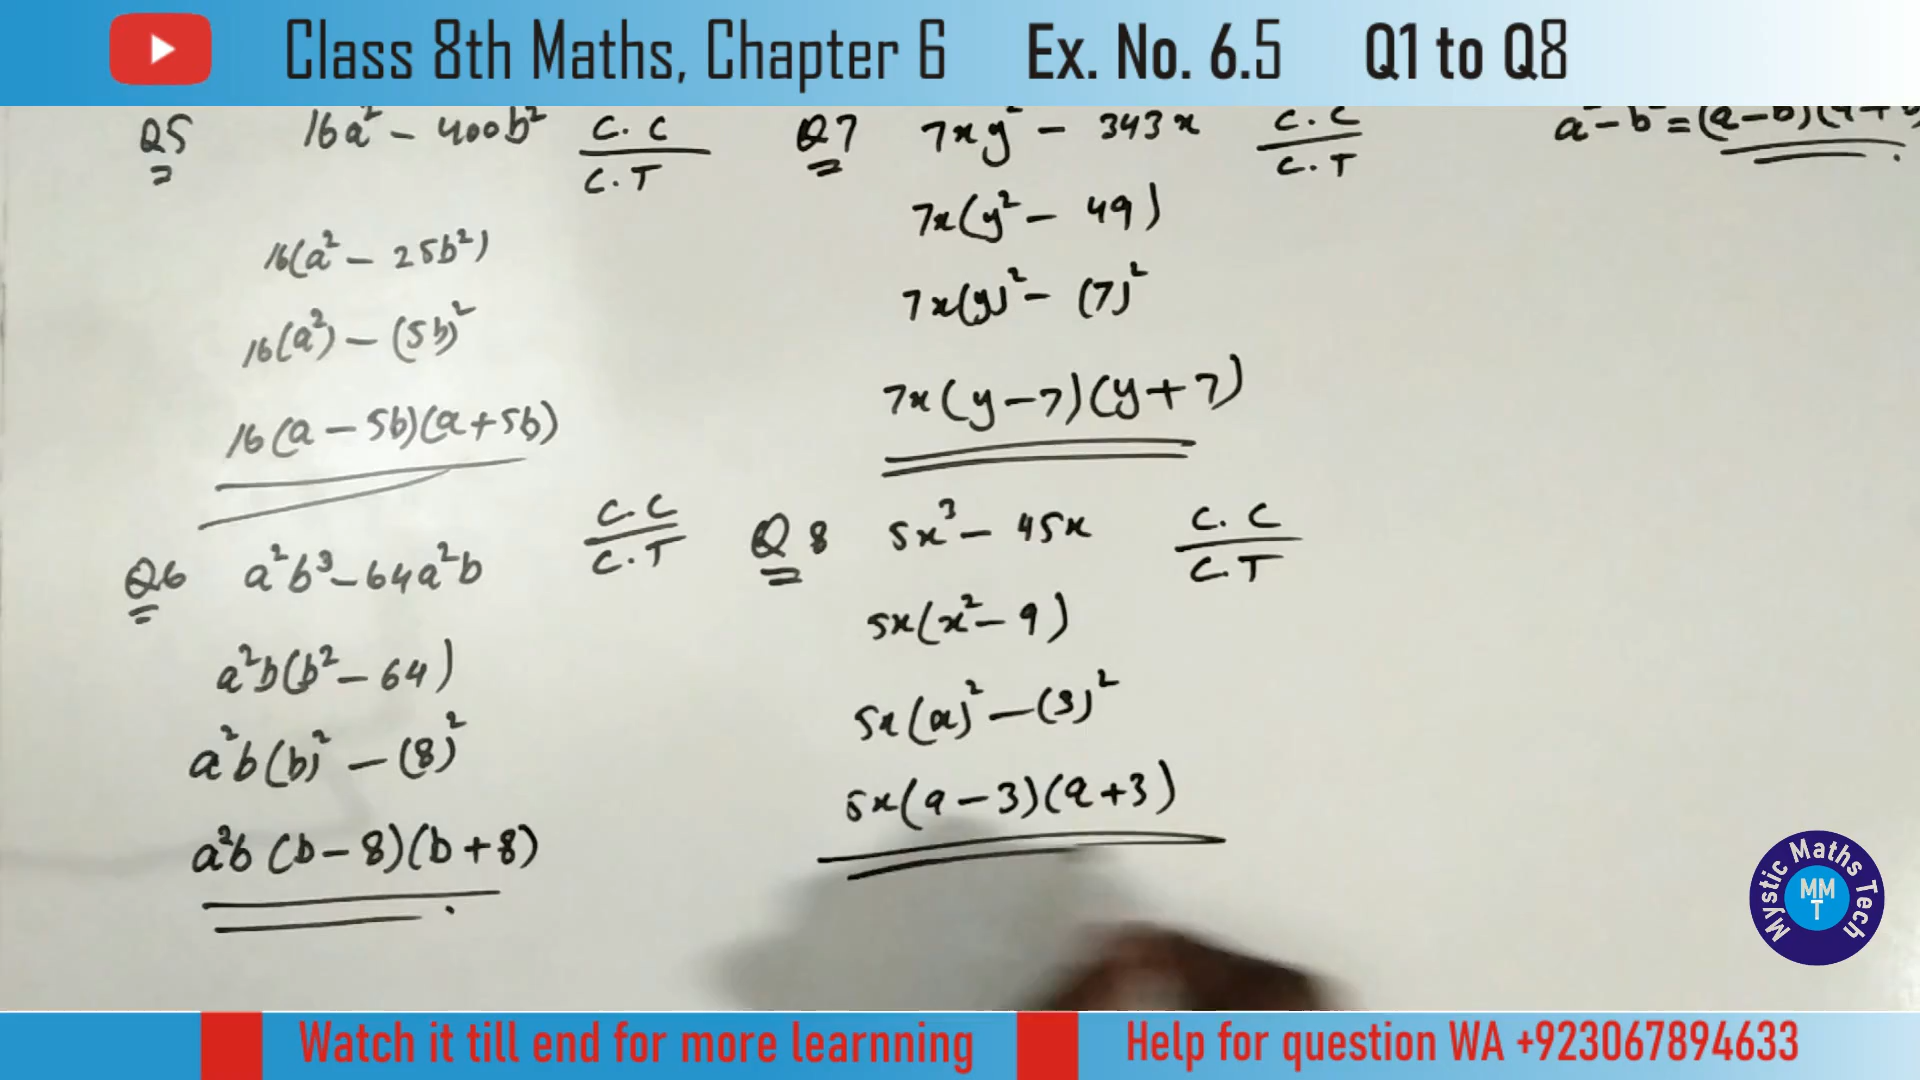 Class 8th Maths, Chapter 6 Ex. No. 6.5 Q1 to Q8
Q5 16a² - 400b² C.C/C.T
16(a² - 25b²)
16(a²) - (5b)²
16(a - 5b)(a + 5b)
Q6 a²b³ - 64a²b C.C/C.T
a²b(b² - 64)
a²b(b)² - (8)²
a²b(b - 8)(b + 8)
Q7 7xy² - 343x C.C/C.T
7x(y² - 49)
7x(y)² - (7)²
7x(y - 7)(y + 7)
Q8 5x³ - 45x C.C/C.T
5x(x² - 9)
5x(x)² - (3)²
5x(a - 3)(a + 3)
a² - b² = (a - b)(a + b)
Mystic Maths Tech
MM
T
Watch it till end for more learnning Help for question WA +923067894633